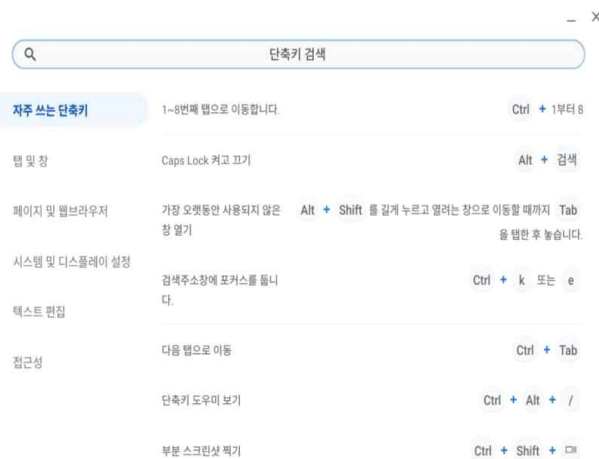 단축키 검색
자주 쓰는 단축키
탭 및 창
페이지 및 웹브라우저
시스템 및 디스플레이 설정
텍스트 편집
접근성
1~8번째 탭으로 이동합니다.
Ctrl + 1부터 8
Caps Lock 켜고 끄기
Alt + 검색
가장 오랫동안 사용되지 않은
창 열기
Alt + Shift 를 길게 누르고 열려는 창으로 이동할 때까지 Tab
을 탭한 후 놓습니다.
검색주소창에 포커스를 둡니
다.
Ctrl + k 또는 e
다음 탭으로 이동
Ctrl + Tab
단축키 도우미 보기
Ctrl + Alt + /
부분 스크린샷 찍기
Ctrl + Shift +